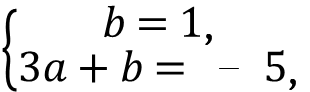 b = 1,
3a + b = – 5,